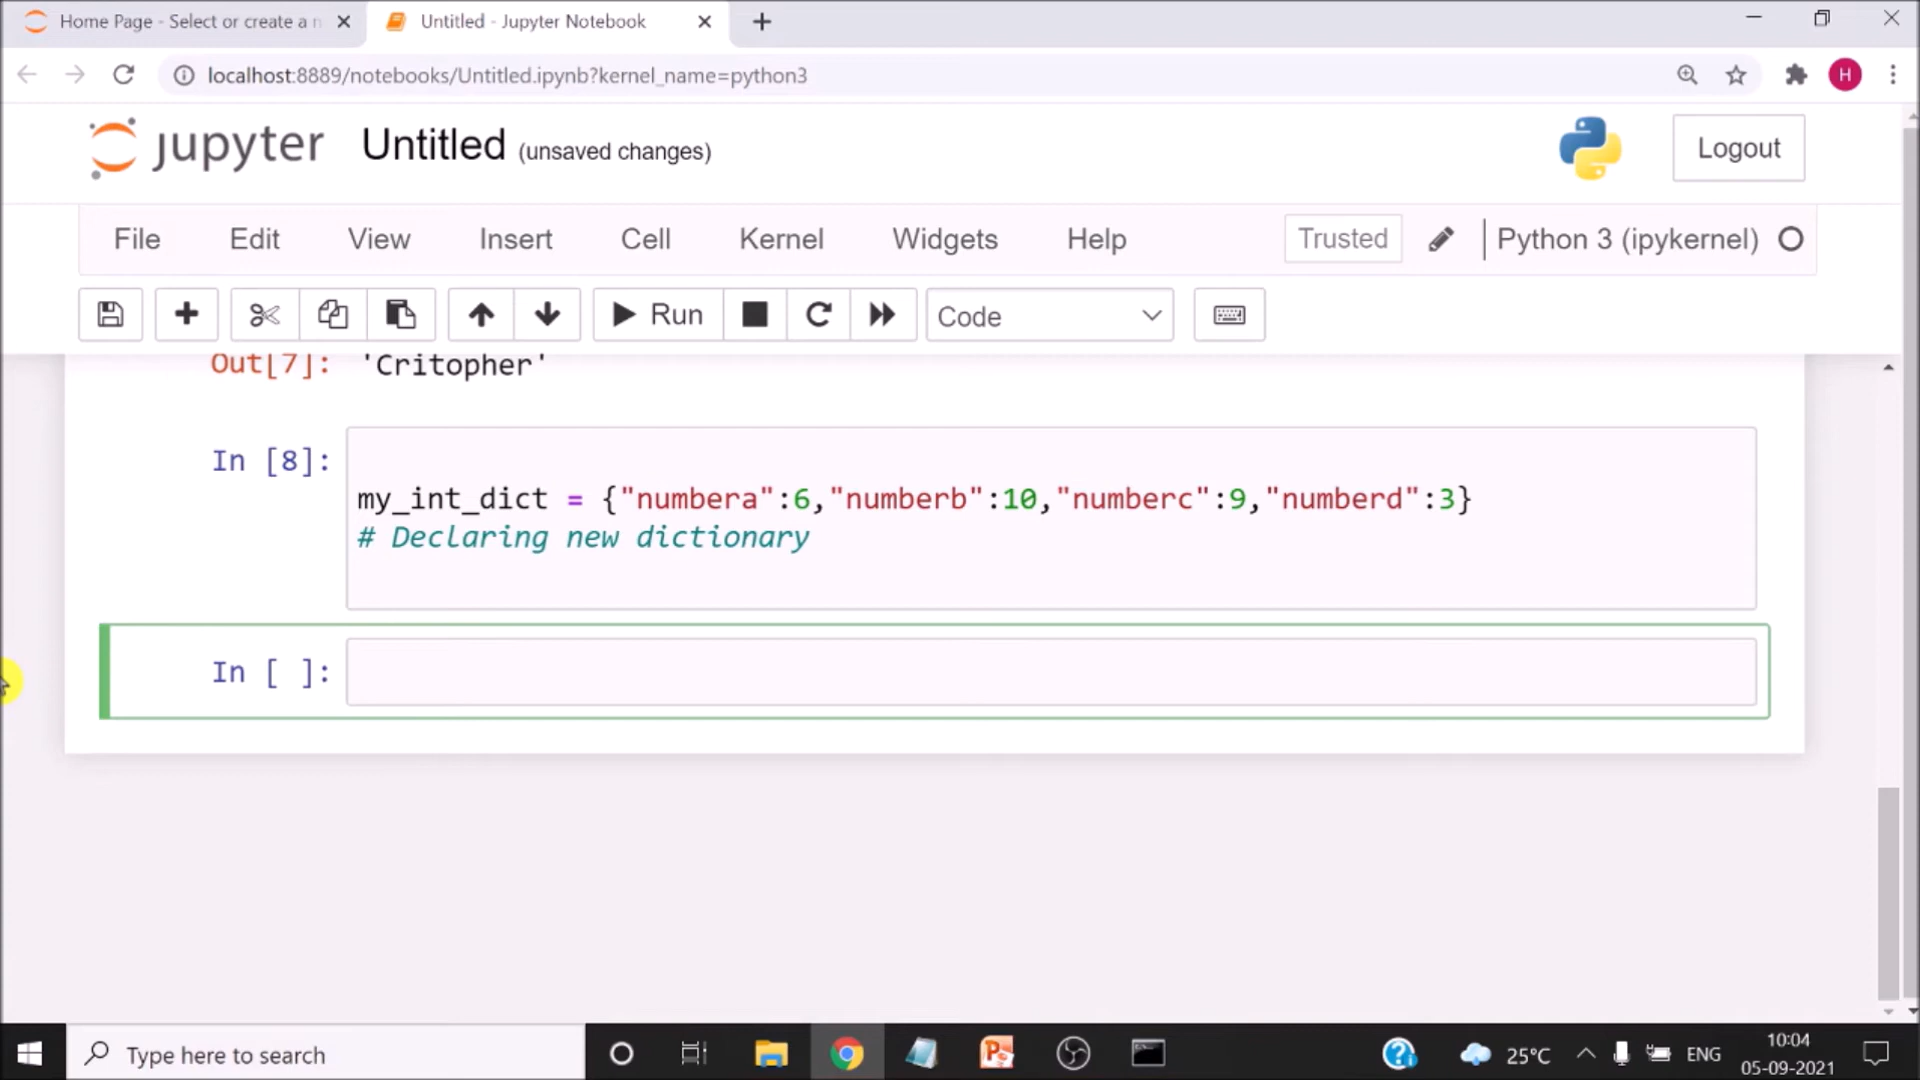 Home Page - Select or create a n
Untitled - Jupyter Notebook
localhost:8889/notebooks/Untitled.ipynb?kernel_name=python3
H
jupyter Untitled (unsaved changes)
Logout
File Edit View Insert Cell Kernel Widgets Help Trusted Python 3 (ipykernel)
Run Code
Out[7]: 'Critopher'
In [8]:
my_int_dict = {"numbera":6,"numberb":10,"numberc":9,"numberd":3}
# Declaring new dictionary
In [ ]:
Type here to search
25°C ENG 10:04
05-09-2021